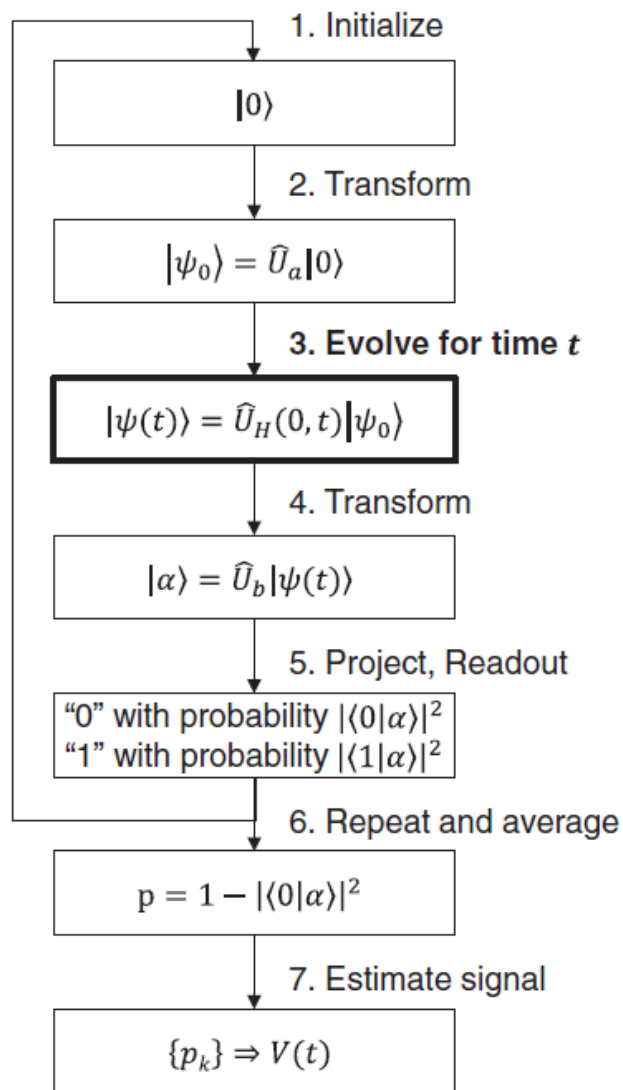 1. Initialize
|0⟩
2. Transform
|ψ₀⟩ = Û_a|0⟩
3. Evolve for time t
|ψ(t)⟩ = Û_H(0, t)|ψ₀⟩
4. Transform
|α⟩ = Û_b|ψ(t)⟩
5. Project, Readout
“0” with probability |⟨0|α⟩|²
“1” with probability |⟨1|α⟩|²
6. Repeat and average
p = 1 − |⟨0|α⟩|²
7. Estimate signal
{p_k} ⇒ V(t)